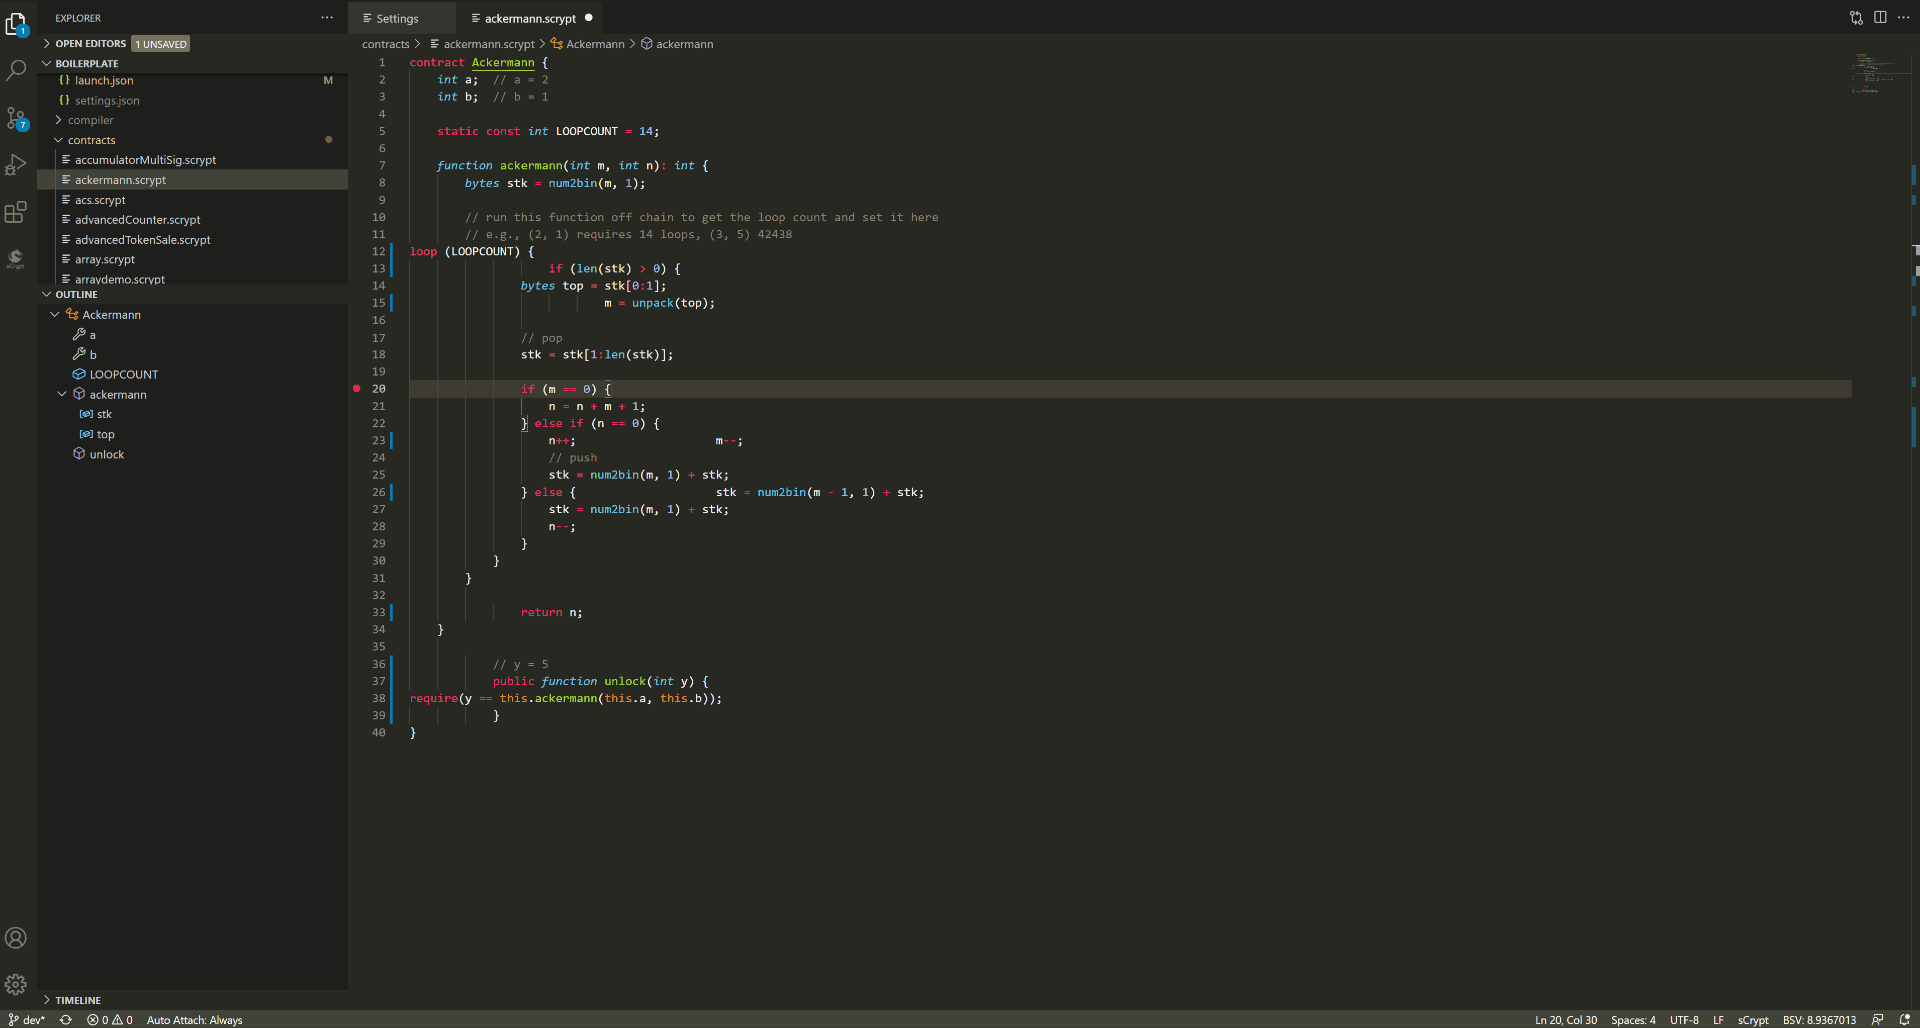 EXPLORER
OPEN EDITORS 1 UNSAVED
BOILERPLATE
launch.json M
settings.json
compiler
contracts
accumulatorMultiSig.scrypt
ackermann.scrypt
acs.scrypt
advancedCounter.scrypt
advancedTokenSale.scrypt
array.scrypt
arraydemo.scrypt
OUTLINE
Ackermann
a
b
LOOPCOUNT
ackermann
stk
top
unlock
TIMELINE
1
7
sCrypt
Settings
ackermann.scrypt
contracts > ackermann.scrypt > Ackermann > ackermann
1 contract Ackermann {
2 int a; // a = 2
3 int b; // b = 1
4
5 static const int LOOPCOUNT = 14;
6
7 function ackermann(int m, int n): int {
8 bytes stk = num2bin(m, 1);
9
10 // run this function off chain to get the loop count and set it here
11 // e.g., (2, 1) requires 14 loops, (3, 5) 42438
12 loop (LOOPCOUNT) {
13 if (len(stk) > 0) {
14 bytes top = stk[0:1];
15 m = unpack(top);
16
17 // pop
18 stk = stk[1:len(stk)];
19
20 if (m == 0) {
21 n = n + m + 1;
22 } else if (n == 0) {
23 n++; m--;
24 // push
25 stk = num2bin(m, 1) + stk;
26 } else { stk = num2bin(m - 1, 1) + stk;
27 stk = num2bin(m, 1) + stk;
28 n--;
29 }
30 }
31 }
32
33 return n;
34 }
35
36 // y = 5
37 public function unlock(int y) {
38 require(y == this.ackermann(this.a, this.b));
39 }
40 }
dev* 0 0 Auto Attach: Always Ln 20, Col 30 Spaces: 4 UTF-8 LF sCrypt BSV: 8.9367013